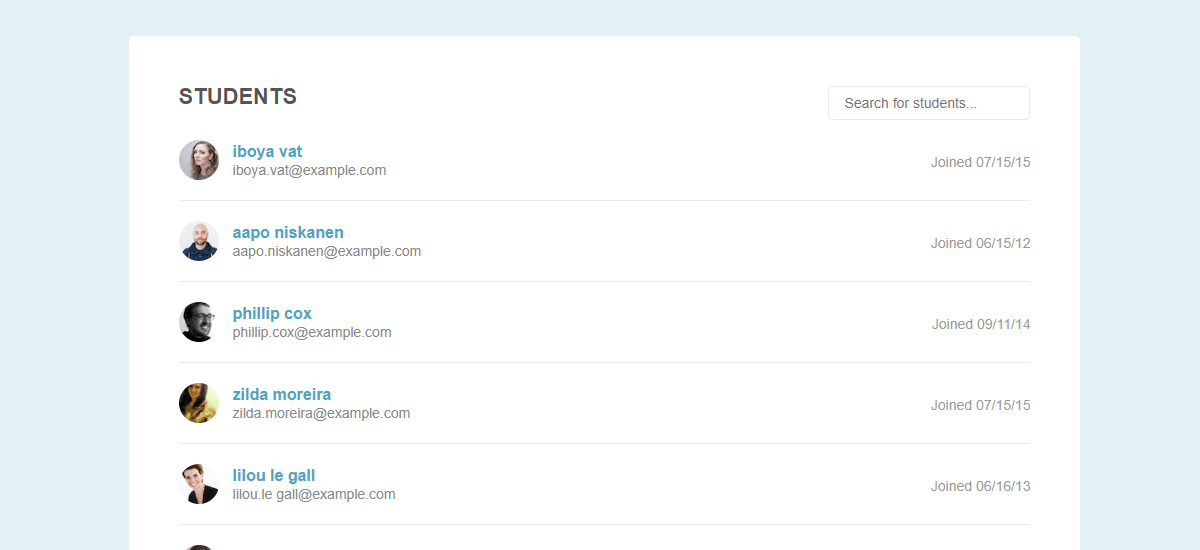 STUDENTS
Search for students...
iboya vat
iboya.vat@example.com
Joined 07/15/15
aapo niskanen
aapo.niskanen@example.com
Joined 06/15/12
phillip cox
phillip.cox@example.com
Joined 09/11/14
zilda moreira
zilda.moreira@example.com
Joined 07/15/15
lilou le gall
lilou.le gall@example.com
Joined 06/16/13